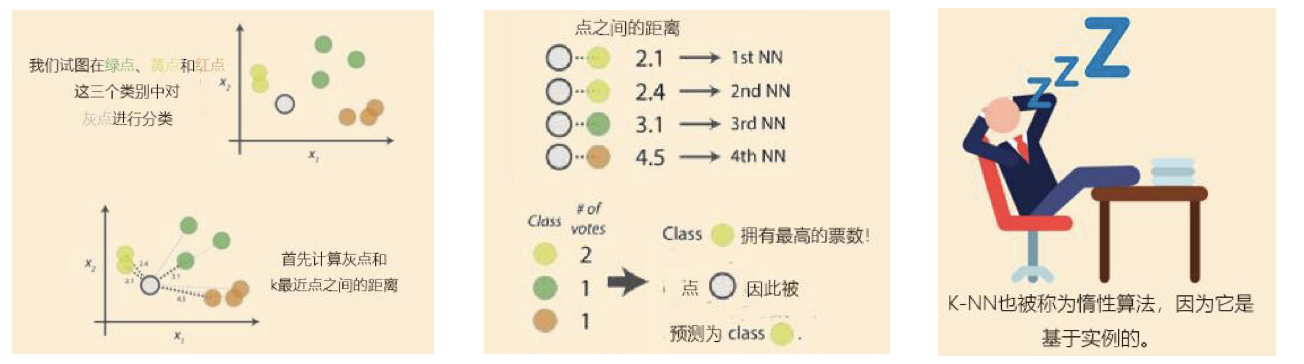 我们试图在绿点、黄点和红点
这三个类别中对
灰点进行分类
x₂
x₁
x₂
2.4
2.1
3.1
4.5
x₁
首先计算灰点和
k最近点之间的距离
点之间的距离
2.1 → 1st NN
2.4 → 2nd NN
3.1 → 3rd NN
4.5 → 4th NN
Class # of votes
2
1
1
Class 拥有最高的票数!
点 因此被
预测为 class .
Z
Z
Z
K-NN也被称为惰性算法，因为它是
基于实例的。